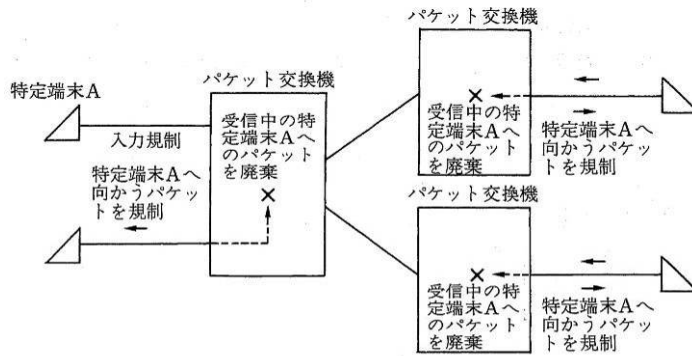 パケット交換機
パケット交換機
特定端末A
受信中の特
定端末Aへ
のパケット
を廃棄
入力規制
特定端末Aへ
向かうパケッ
トを規制
受信中の特
定端末Aへ
のパケット
を廃棄
特定端末Aへ
向かうパケッ
トを規制
パケット交換機
受信中の特
定端末Aへ
のパケット
を廃棄
特定端末Aへ
向かうパケッ
トを規制